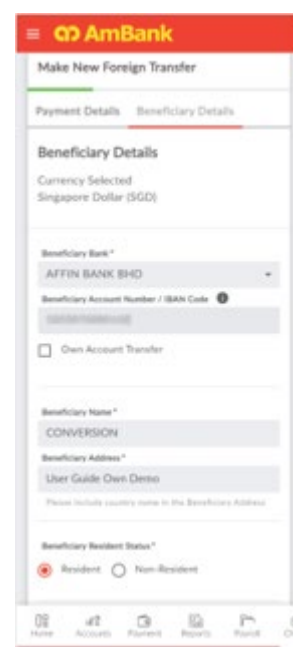 AmBank
Make New Foreign Transfer
Payment Details Beneficiary Details
Beneficiary Details
Currency Selected
Singapore Dollar (SGD)
Beneficiary Bank*
AFFIN BANK BHD
Beneficiary Account Number / IBAN Code
Own Account Transfer
Beneficiary Name*
CONVERSION
Beneficiary Address*
User Guide Own Demo
Please include country name in the Beneficiary Address
Beneficiary Resident Status*
Resident Non-Resident
Home Accounts Payment Reports Payroll